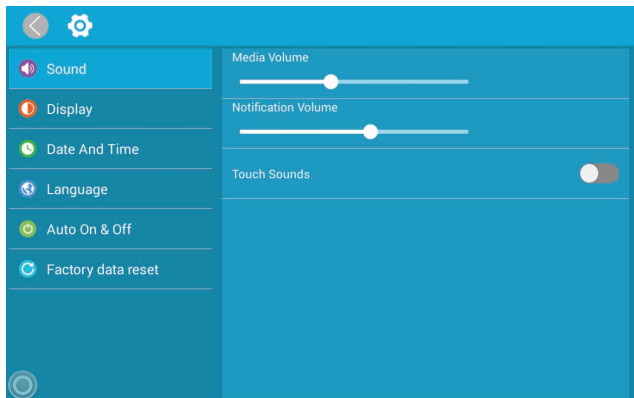 Sound
Display
Date And Time
Language
Auto On & Off
Factory data reset
Media Volume
Notification Volume
Touch Sounds